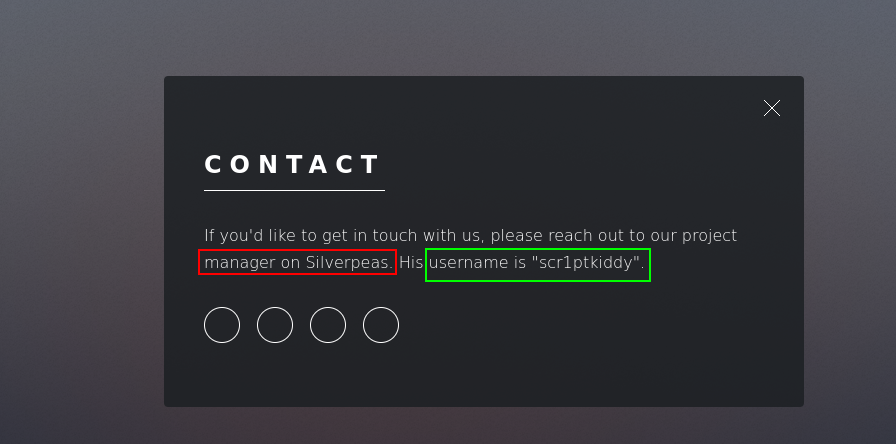 CONTACT
If you'd like to get in touch with us, please reach out to our project
manager on Silverpeas. His username is "scr1ptkiddy".